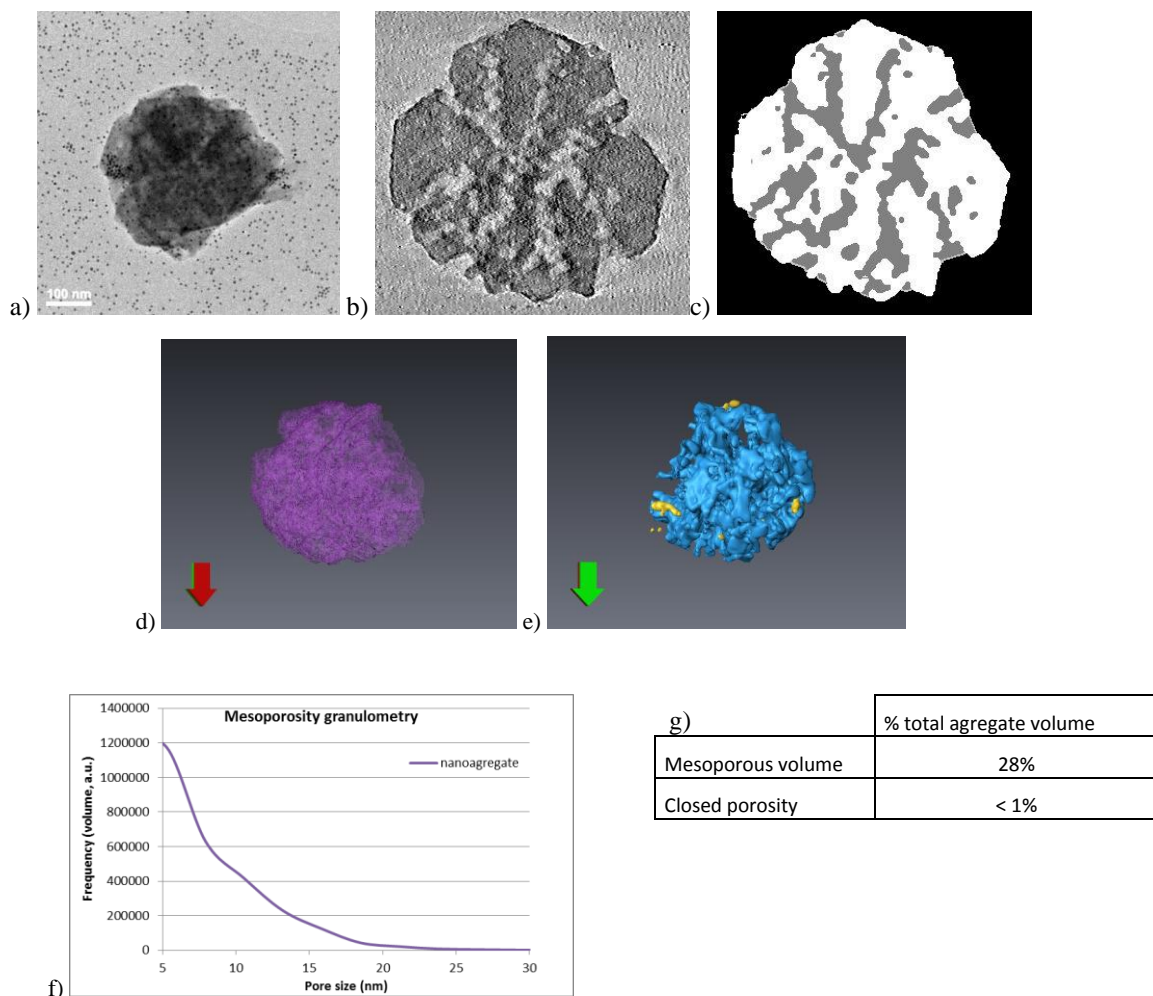 100 nm
a)
b)
c)
d)
e)
Mesoporosity granulometry
nanoagregate
Frequency (volume, a.u.)
1400000
1200000
1000000
800000
600000
400000
200000
0
5 10 15 20 25 30
Pore size (nm)
f)
g)
% total agregate volume
Mesoporous volume 28%
Closed porosity < 1%